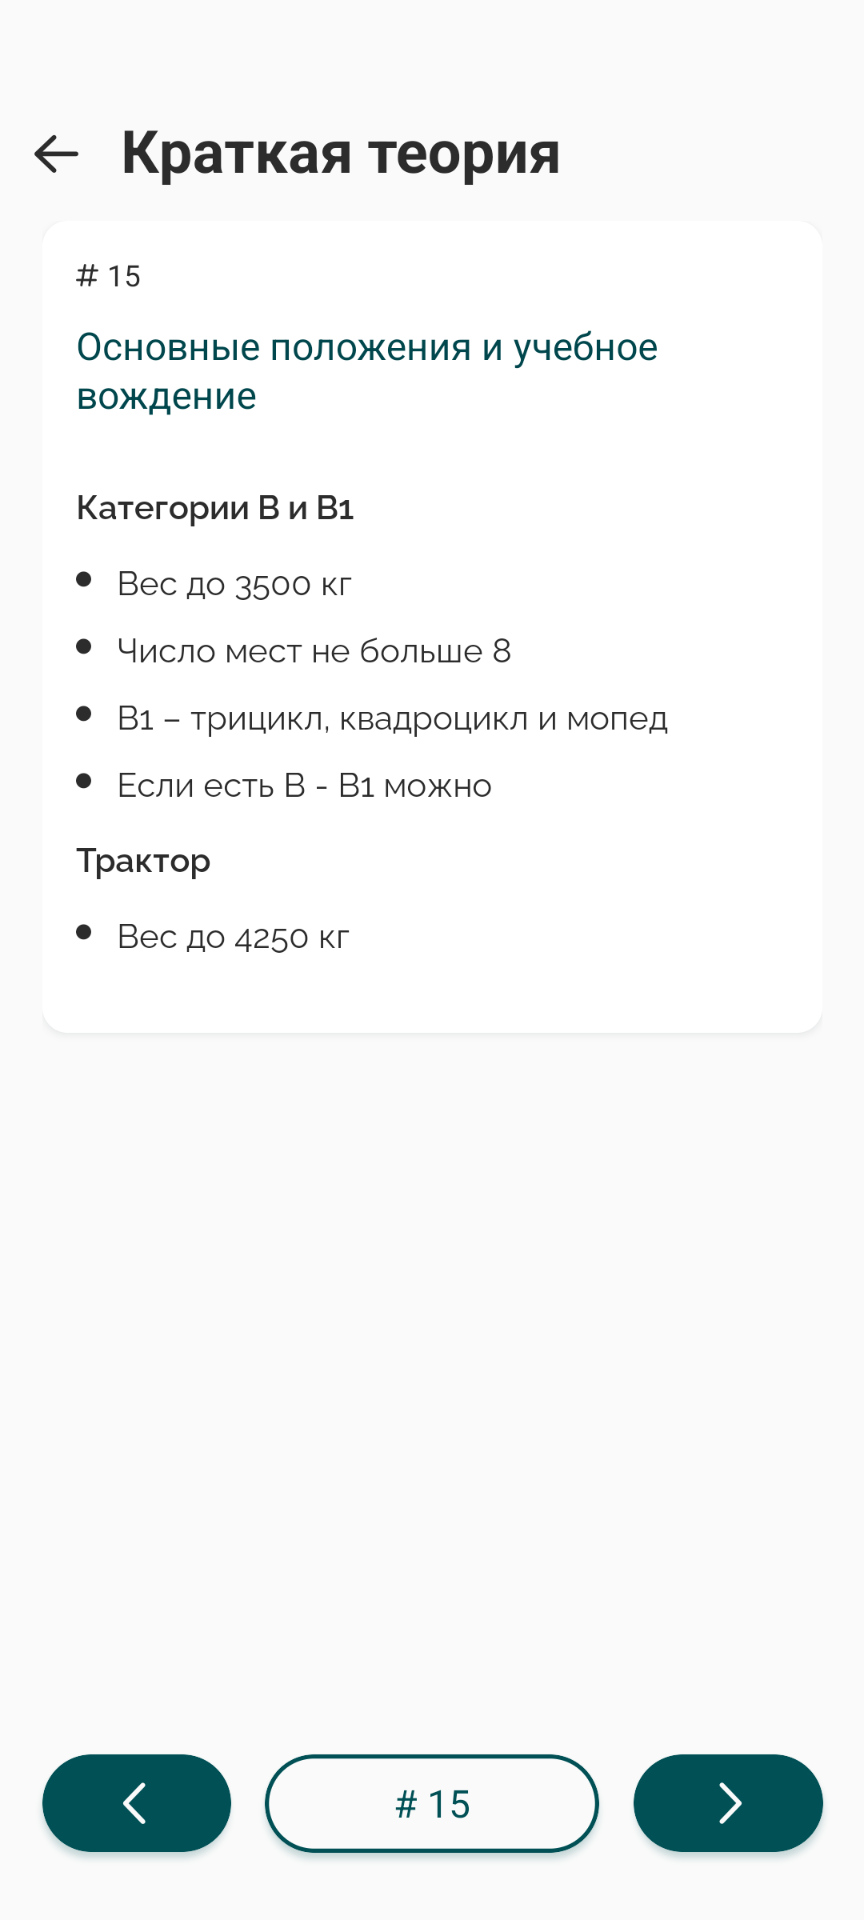 Краткая теория
# 15
Основные положения и учебное
вождение
Категории B и B1
Вес до 3500 кг
Число мест не больше 8
B1 – трицикл, квадроцикл и мопед
Если есть B - B1 можно
Трактор
Вес до 4250 кг
# 15